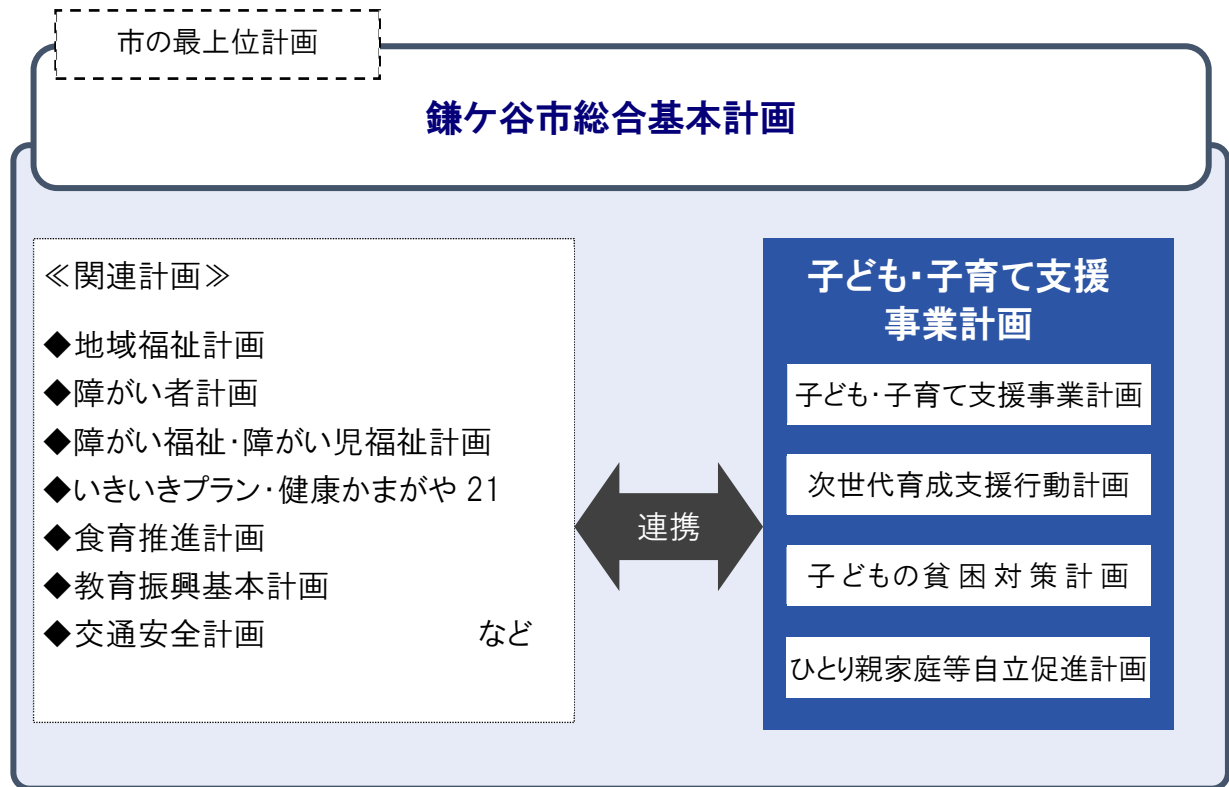 市の最上位計画
鎌ケ谷市総合基本計画
≪関連計画≫
◆地域福祉計画
◆障がい者計画
◆障がい福祉・障がい児福祉計画
◆いきいきプラン・健康かまがや 21
◆食育推進計画
◆教育振興基本計画
◆交通安全計画 など
連携
子ども・子育て支援
事業計画
子ども・子育て支援事業計画
次世代育成支援行動計画
子どもの貧困対策計画
ひとり親家庭等自立促進計画